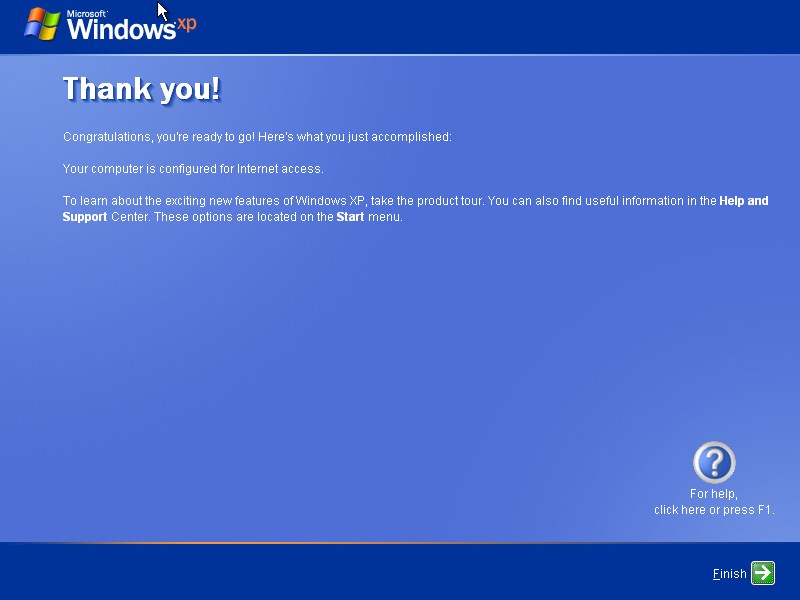 Microsoft
Windows xp
Thank you!
Congratulations, you're ready to go! Here's what you just accomplished:
Your computer is configured for Internet access.
To learn about the exciting new features of Windows XP, take the product tour. You can also find useful information in the Help and
Support Center. These options are located on the Start menu.
?
For help,
click here or press F1.
Finish